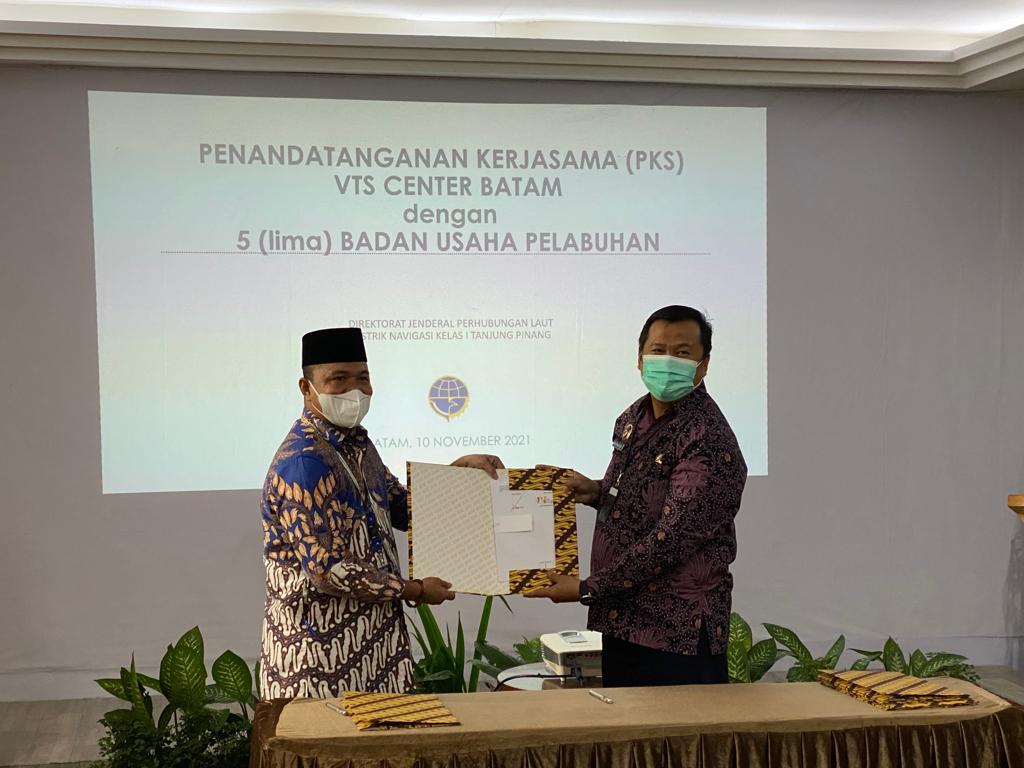 PENANDATANGANAN KERJASAMA (PKS)
VTS CENTER BATAM
dengan
5 (lima) BADAN USAHA PELABUHAN
DIREKTORAT JENDERAL PERHUBUNGAN LAUT
STRIK NAVIGASI KELAS I TANJUNG PINANG
ATAM, 10 NOVEMBER 2021